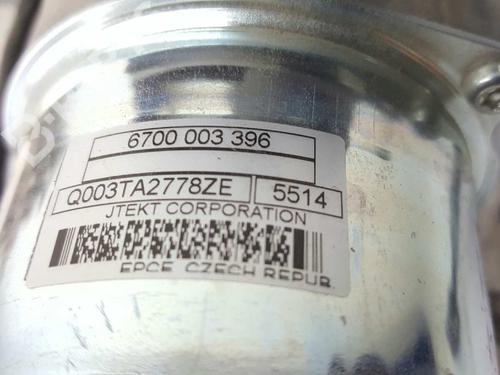 6700 003 396
Q003TA2778ZE 5514
JTEKT CORPORATION
EPCE, CZECH REPUB